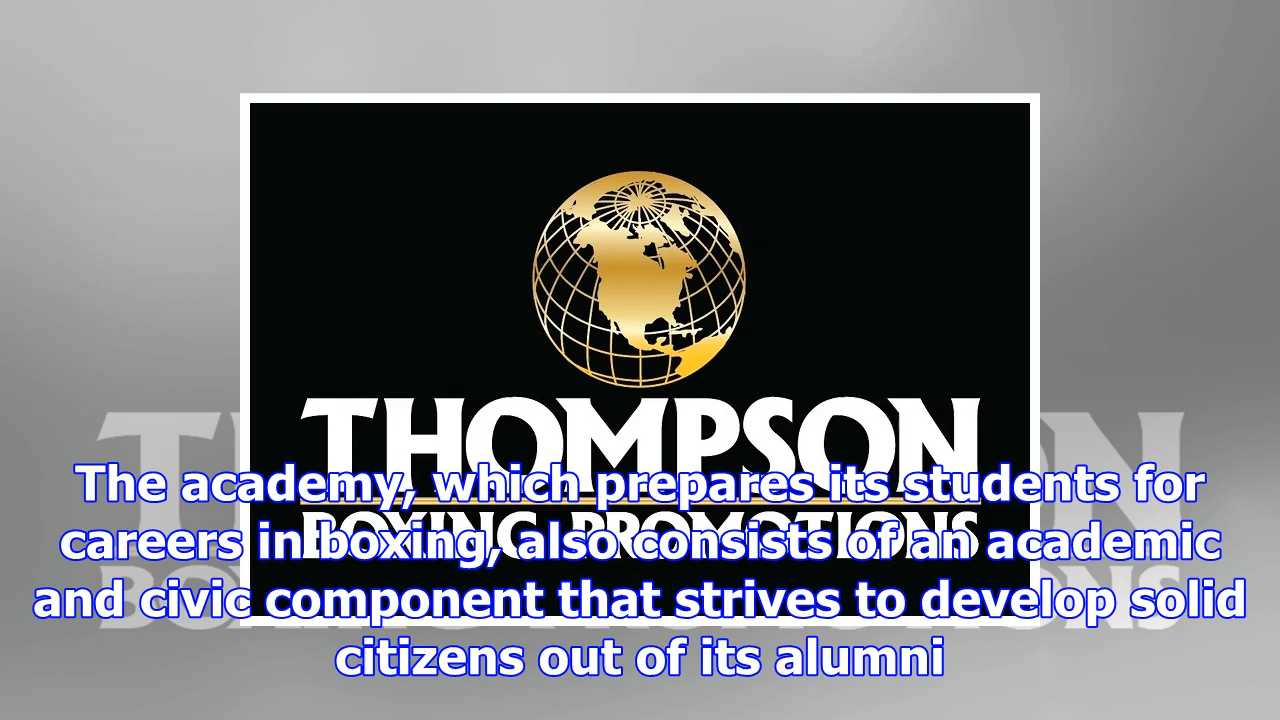 THOMPSON
BOXING PROMOTIONS
The academy, which prepares its students for
careers in boxing, also consists of an academic
and civic component that strives to develop solid
citizens out of its alumni